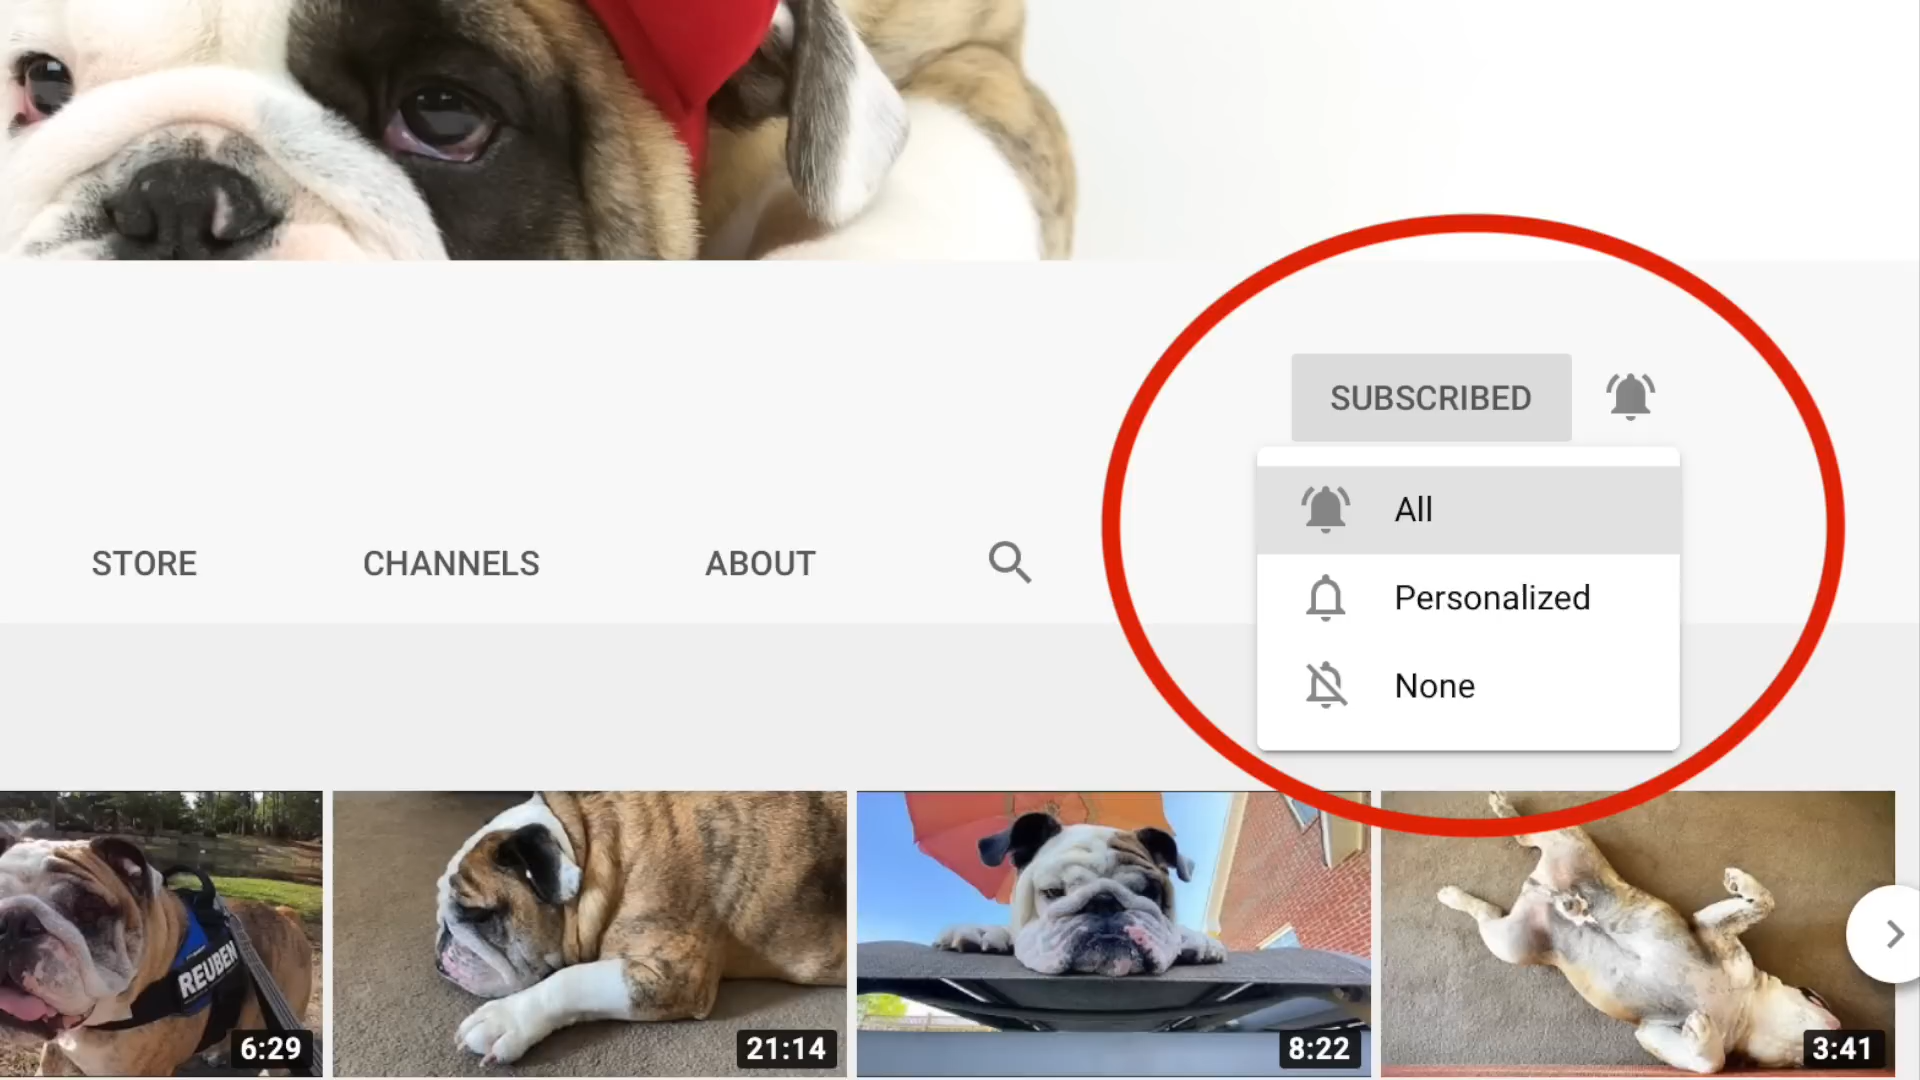 SUBSCRIBED
All
Personalized
None
STORE CHANNELS ABOUT
REUBEN
6:29
21:14
8:22
3:41